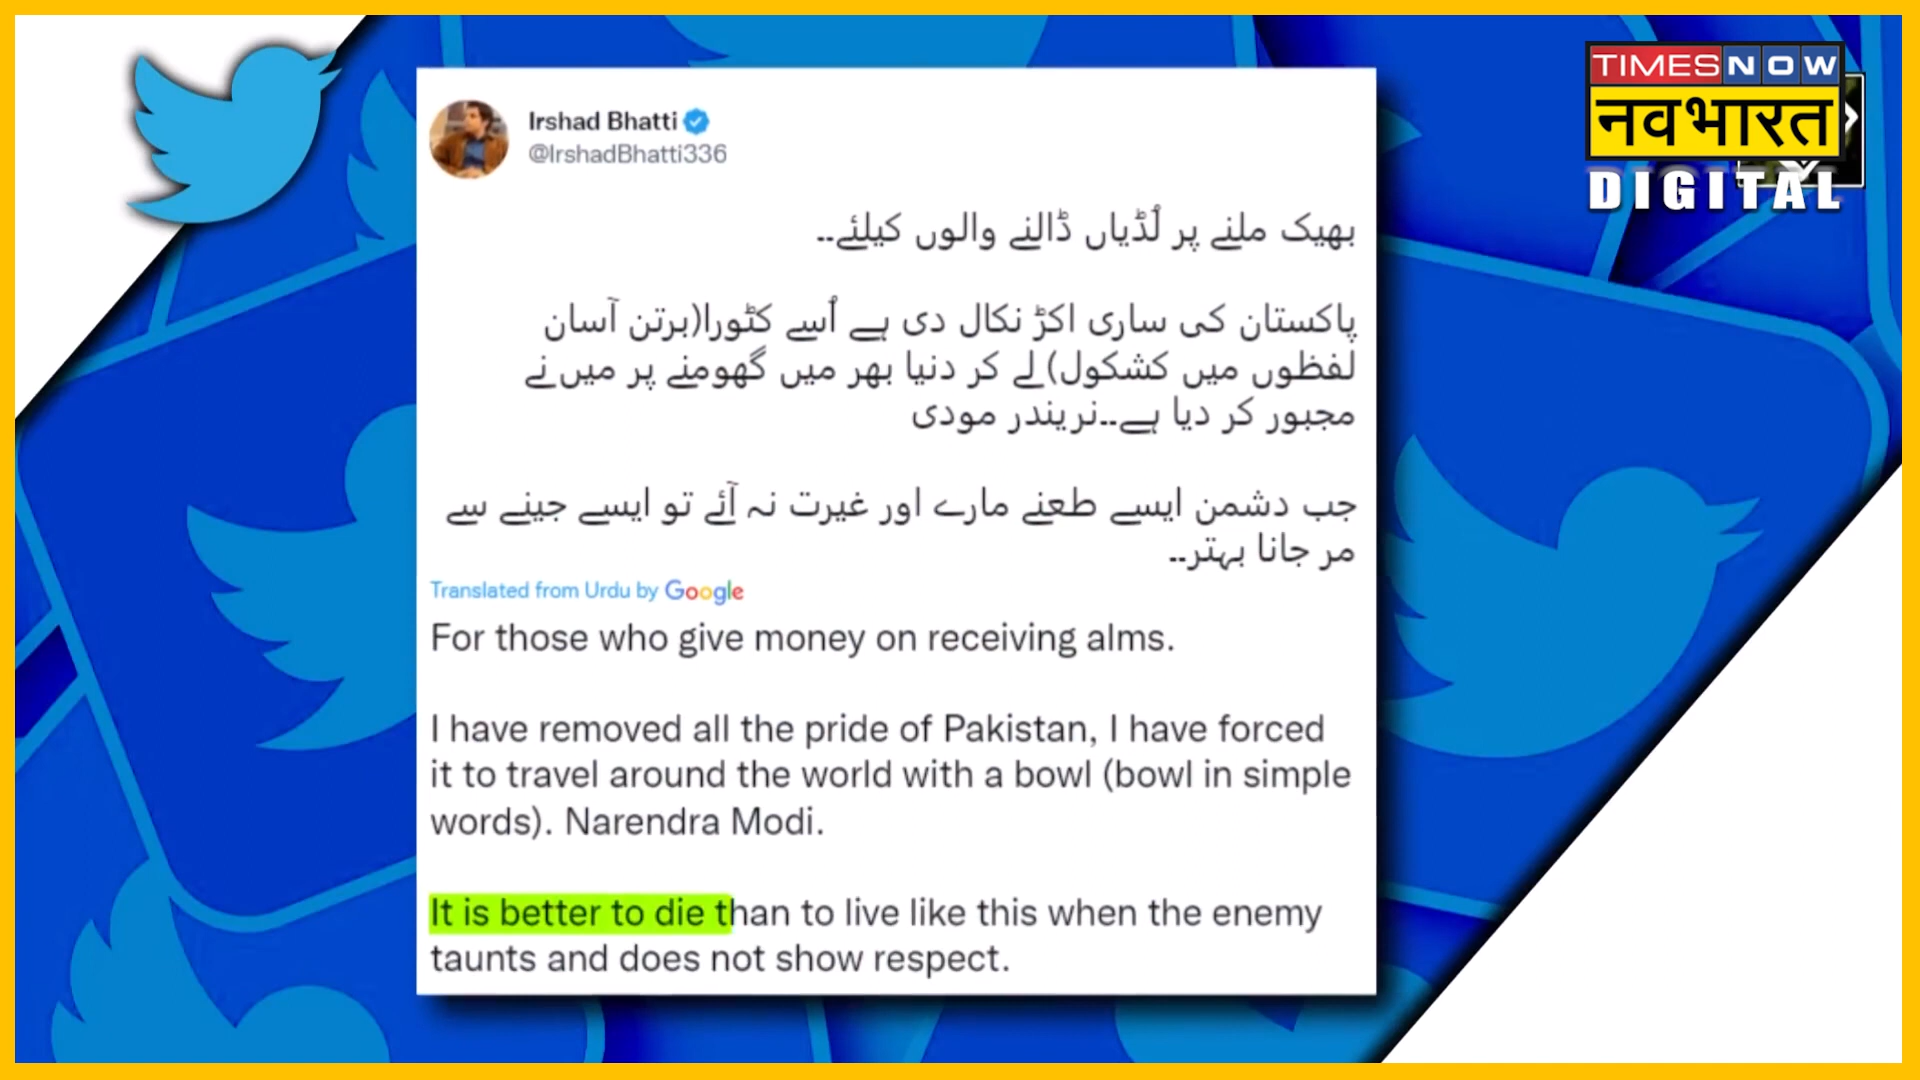 TIMES NOW
नवभारत
DIGITAL
Irshad Bhatti
@IrshadBhatti336
بھیک ملنے پر لُڈیاں ڈالنے والوں کیلئے۔۔
پاکستان کی ساری اکڑ نکال دی ہے اُسے کٹورا(برتن آسان
لفظوں میں کشکول)لے کر دنیا بھر میں گھومنے پر میں نے
مجبور کر دیا ہے۔۔نریندر مودی
جب دشمن ایسے طعنے مارے اور غیرت نہ آئے تو ایسے جینے سے
مر جانا بہتر۔۔
Translated from Urdu by Google
For those who give money on receiving alms.
I have removed all the pride of Pakistan, I have forced
it to travel around the world with a bowl (bowl in simple
words). Narendra Modi.
It is better to die than to live like this when the enemy
taunts and does not show respect.